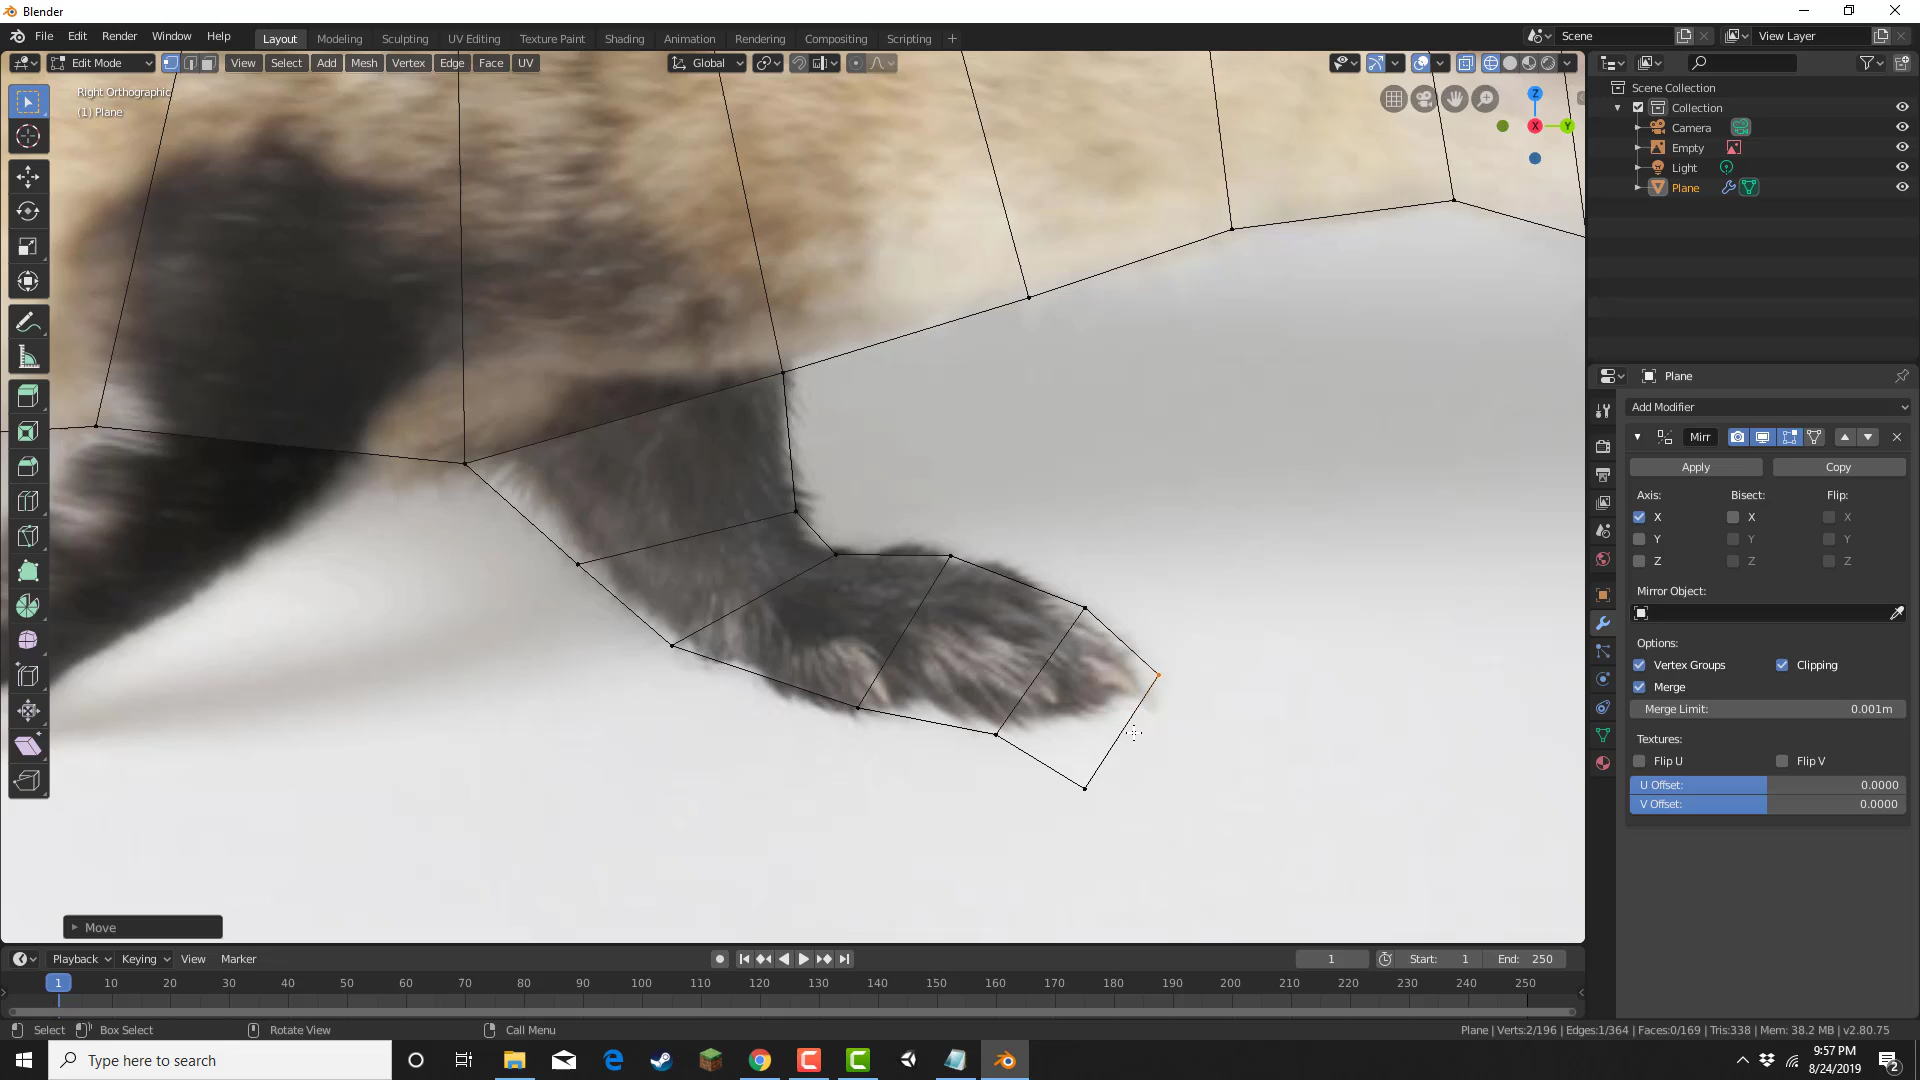 Blender
File Edit Render Window Help
Layout Modeling Sculpting UV Editing Texture Paint Shading Animation Rendering Compositing Scripting +
Scene
View Layer
Edit Mode View Select Add Mesh Vertex Edge Face UV
Global
Right Orthographic
(1) Plane
Z
X
Y
Scene Collection
Collection
Camera
Empty
Light
Plane
Plane
Add Modifier
Mirr
Apply Copy
Axis: Bisect: Flip:
X X X
Y Y Y
Z Z Z
Mirror Object:
Options:
Vertex Groups Clipping
Merge
Merge Limit: 0.001m
Textures:
Flip U Flip V
U Offset: 0.0000
V Offset: 0.0000
Move
Playback Keying View Marker
1 Start: 1 End: 250
1 10 20 30 40 50 60 70 80 90 100 110 120 130 140 150 160 170 180 190 200 210 220 230 240 250
Select Box Select Rotate View Call Menu
Plane | Verts:2/196 | Edges:1/364 | Faces:0/169 | Tris:338 | Mem: 38.2 MB | v2.80.75
Type here to search
9:57 PM
8/24/2019
2